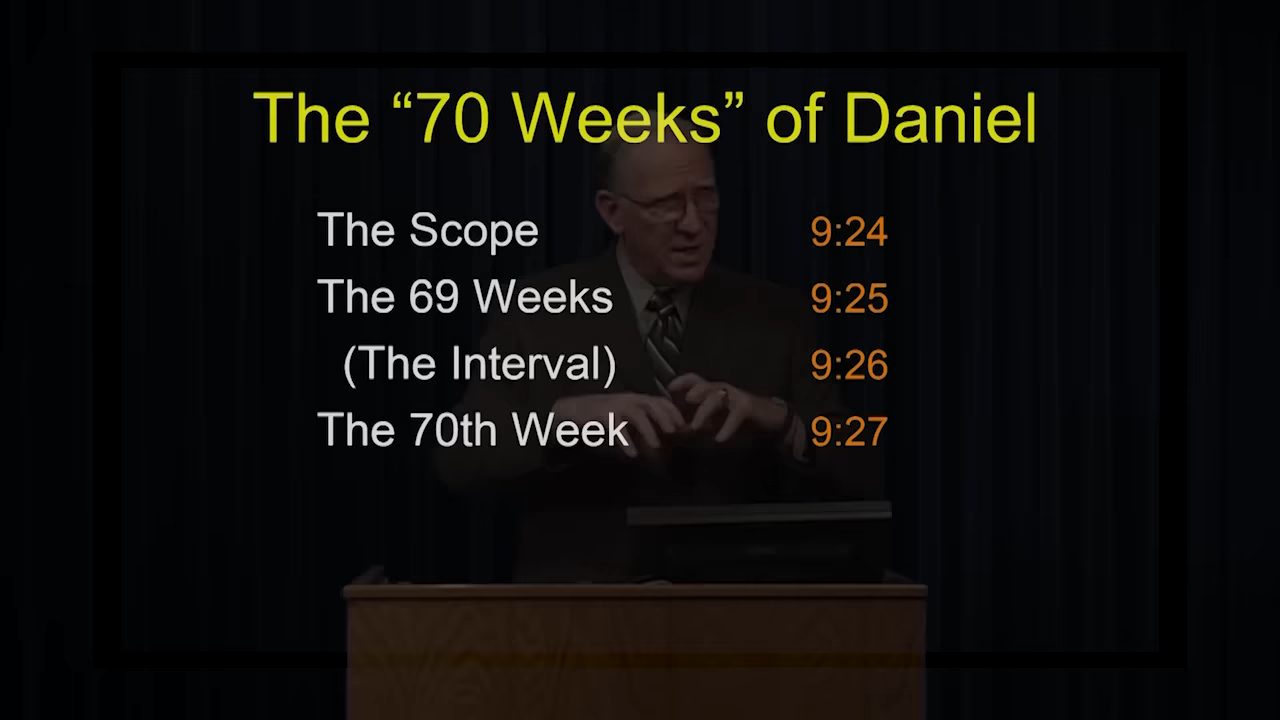 The “70 Weeks” of Daniel
The Scope 9:24
The 69 Weeks 9:25
(The Interval) 9:26
The 70th Week 9:27